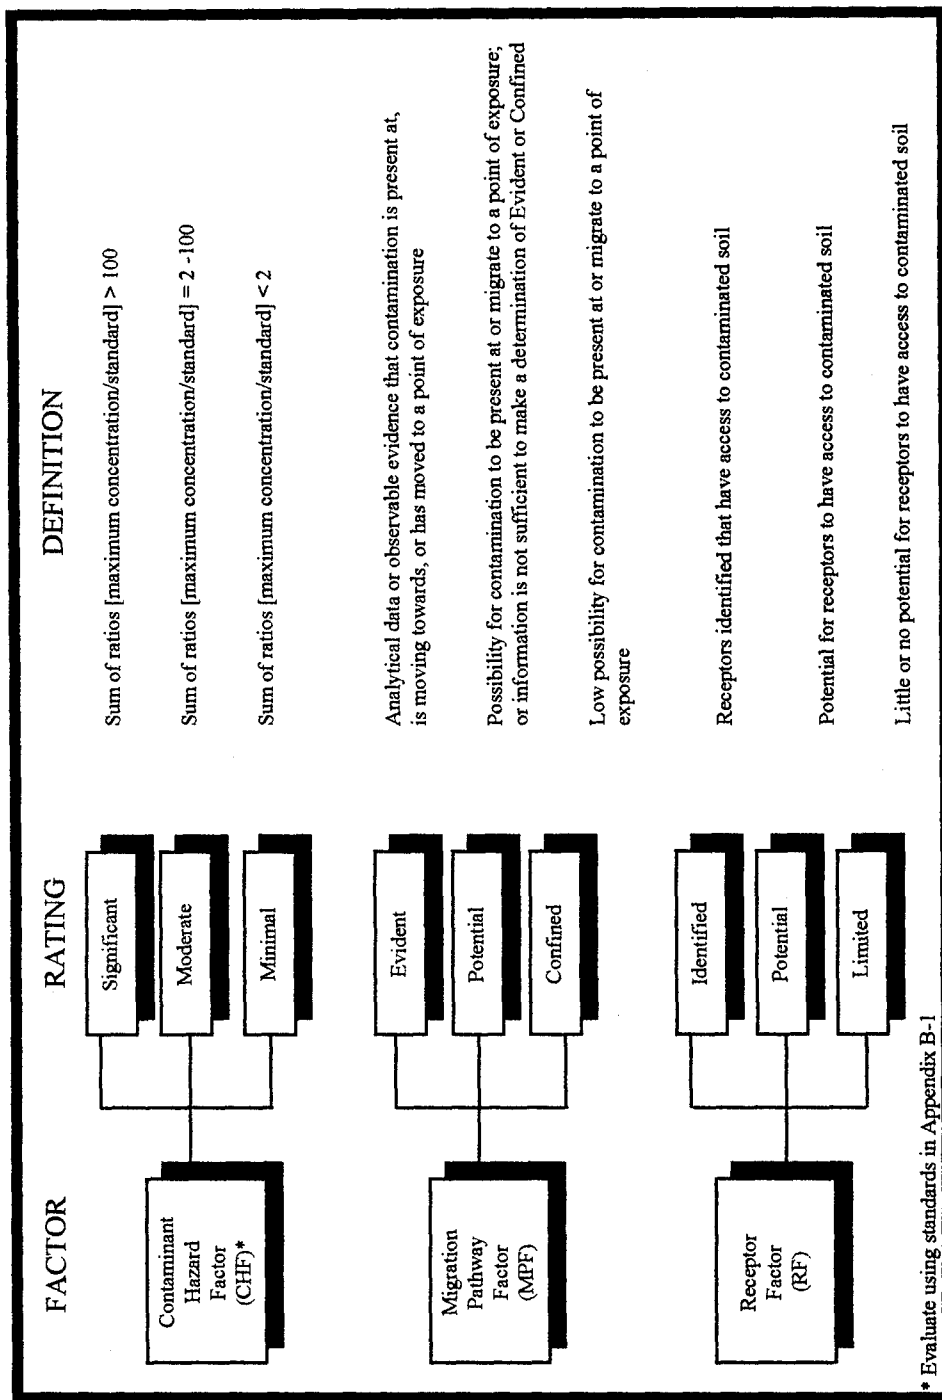 FACTOR
RATING
DEFINITION
Contaminant
Hazard
Factor
(CHF)*
Significant
Sum of ratios [maximum concentration/standard] > 100
Moderate
Sum of ratios [maximum concentration/standard] = 2 -100
Minimal
Sum of ratios [maximum concentration/standard] < 2
Migration
Pathway
Factor
(MPF)
Evident
Analytical data or observable evidence that contamination is present at,
is moving towards, or has moved to a point of exposure
Potential
Possibility for contamination to be present at or migrate to a point of exposure;
or information is not sufficient to make a determination of Evident or Confined
Confined
Low possibility for contamination to be present at or migrate to a point of
exposure
Receptor
Factor
(RF)
Identified
Receptors identified that have access to contaminated soil
Potential
Potential for receptors to have access to contaminated soil
Limited
Little or no potential for receptors to have access to contaminated soil
* Evaluate using standards in Appendix B-1